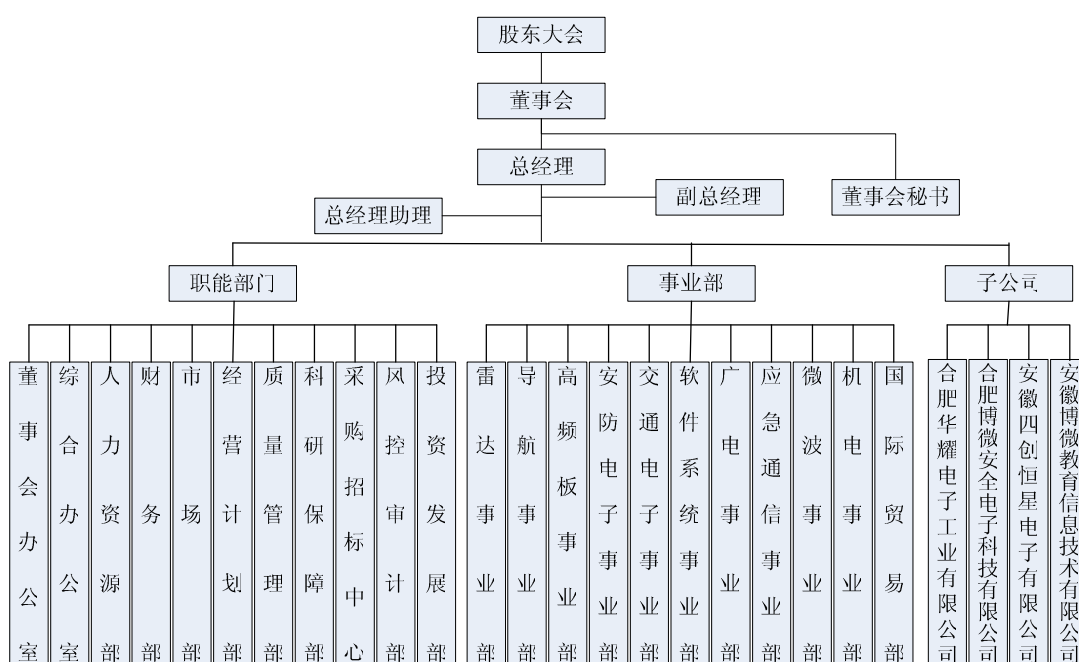 股东大会
董事会
总经理
副总经理
董事会秘书
总经理助理
职能部门
事业部
子公司
董事会办公室
综合办公室
人力资源部
财务部
市场部
经营计划部
质量管理部
科研保障部
采购招标中心
风控审计部
投资发展部
雷达事业部
导航事业部
高频板事业部
安防电子事业部
交通电子事业部
软件系统事业部
广电事业部
应急通信事业部
微波事业部
机电事业部
国际贸易部
合肥华耀电子工业有限公司
合肥博微安全电子科技有限公司
安徽四创恒星电子有限公司
安徽博微教育信息技术有限公司